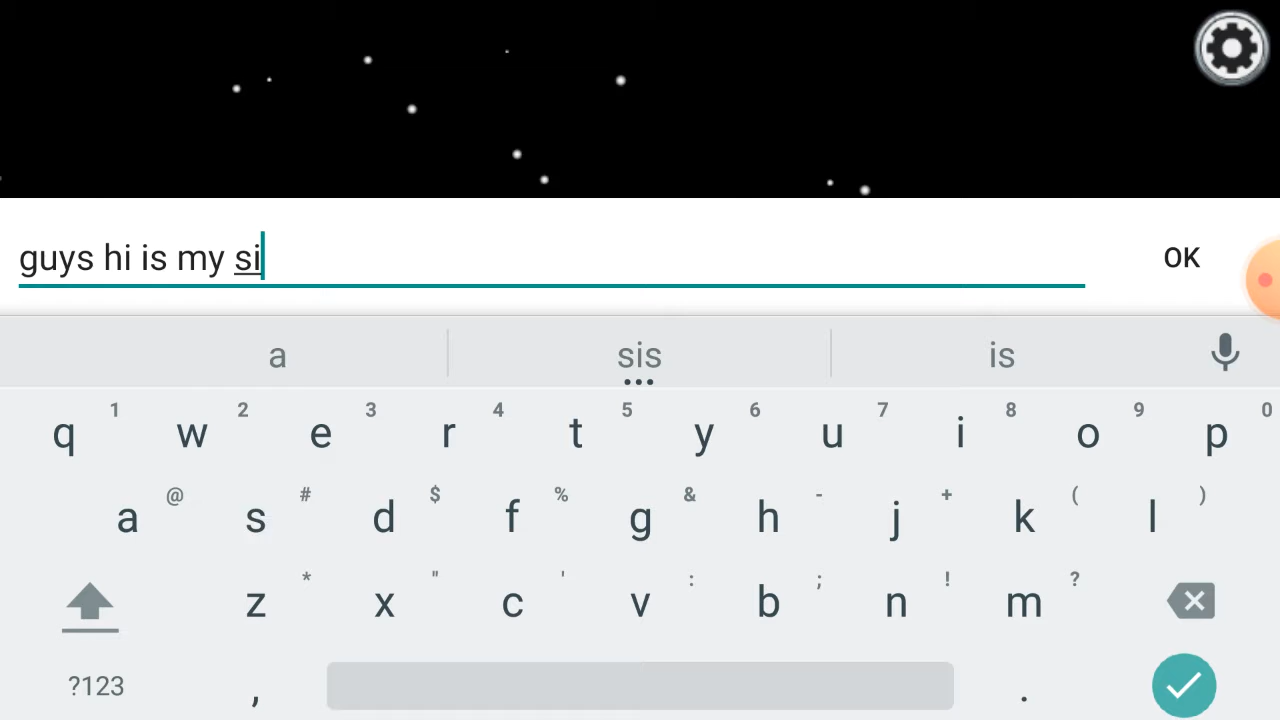 guys hi is my si
OK
a sis is
1 2 3 4 5 6 7 8 9 0
q w e r t y u i o p
@ # $ % & - + ( )
a s d f g h j k l
* " ' : ; ! ?
z x c v b n m
?123 , .